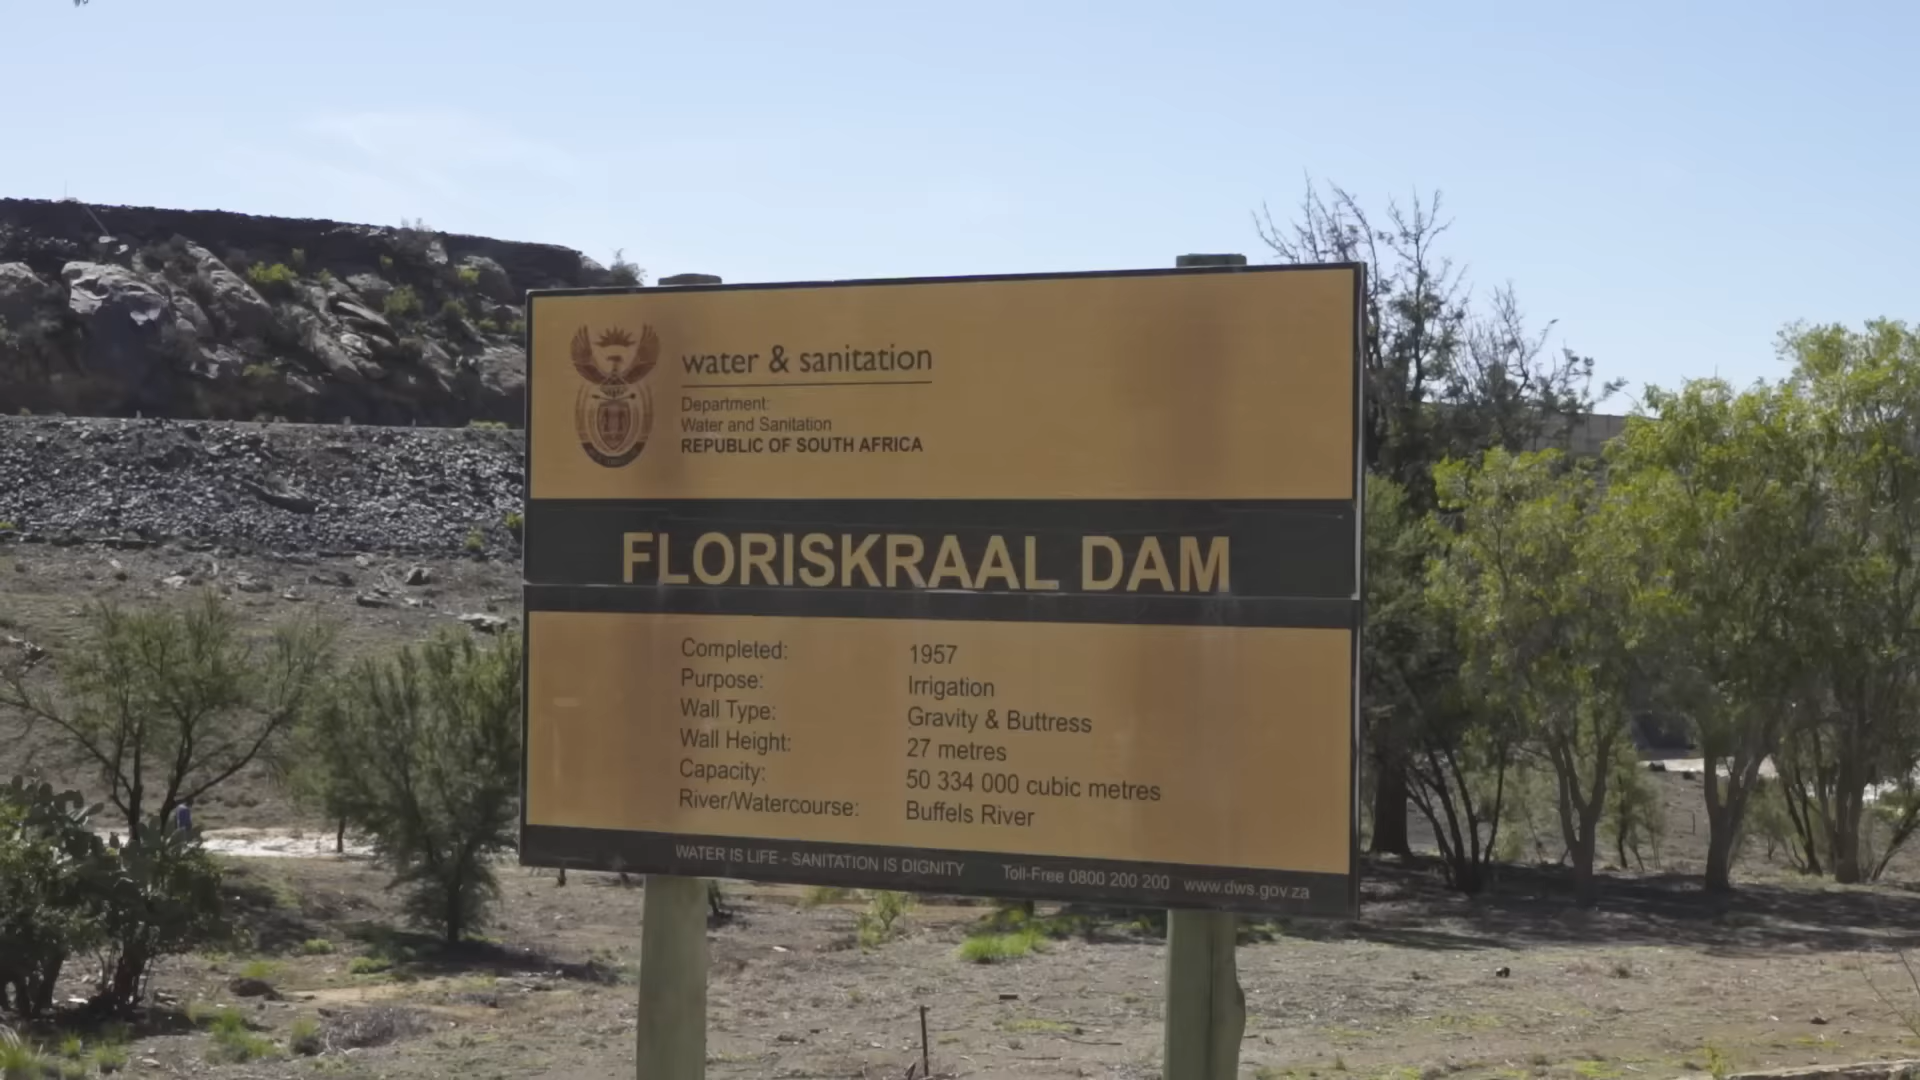 water & sanitation
Department:
Water and Sanitation
REPUBLIC OF SOUTH AFRICA
FLORISKRAAL DAM
Completed: 1957
Purpose: Irrigation
Wall Type: Gravity & Buttress
Wall Height: 27 metres
Capacity: 50 334 000 cubic metres
River/Watercourse: Buffels River
WATER IS LIFE - SANITATION IS DIGNITY Toll-Free 0800 200 200 www.dws.gov.za